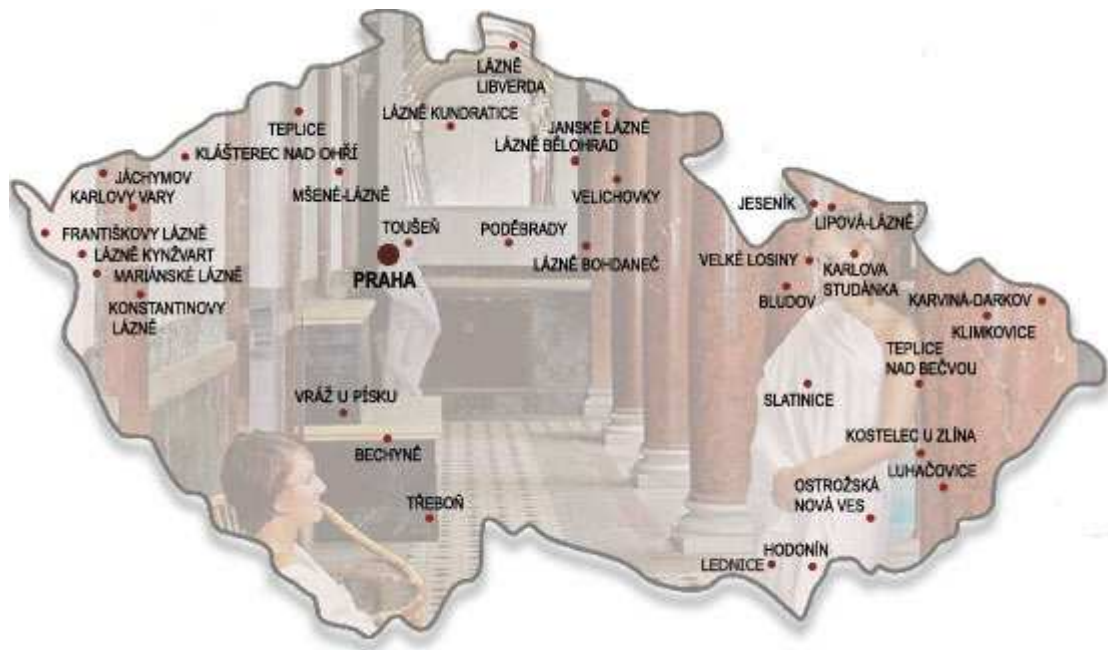 LÁZNĚ
LIBVERDA
LÁZNĚ KUNDRATICE
TEPLICE
JANSKÉ LÁZNĚ
LÁZNĚ BĚLOHRAD
KLÁŠTEREC NAD OHŘÍ
JÁCHYMOV
KARLOVY VARY
MŠENÉ-LÁZNĚ
VELICHOVKY
JESENÍK
LIPOVÁ-LÁZNĚ
FRANTIŠKOVY LÁZNĚ
TOUŠEŇ
PODĚBRADY
LÁZNĚ KYNŽVART
LÁZNĚ BOHDANEČ
VELKÉ LOSINY
KARLOVA
STUDÁNKA
MARIÁNSKÉ LÁZNĚ
PRAHA
KONSTANTINOVY
LÁZNĚ
BLUDOV
KARVINÁ-DARKOV
KLIMKOVICE
TEPLICE
NAD BEČVOU
VRÁŽ U PÍSKU
SLATINICE
BECHYNĚ
KOSTELEC U ZLÍNA
LUHAČOVICE
OSTROŽSKÁ
NOVÁ VES
TŘEBOŇ
HODONÍN
LEDNICE